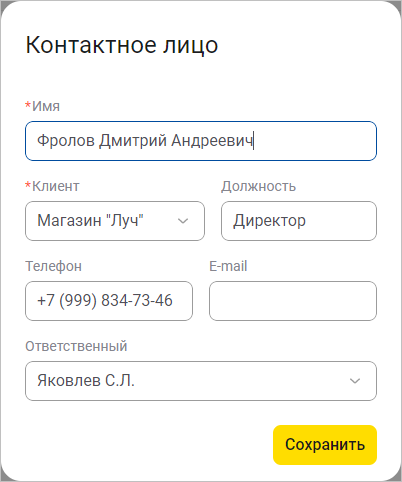 Контактное лицо
*Имя
Фролов Дмитрий Андреевич
*Клиент Должность
Магазин "Луч" Директор
Телефон E-mail
+7 (999) 834-73-46
Ответственный
Яковлев С.Л.
Сохранить